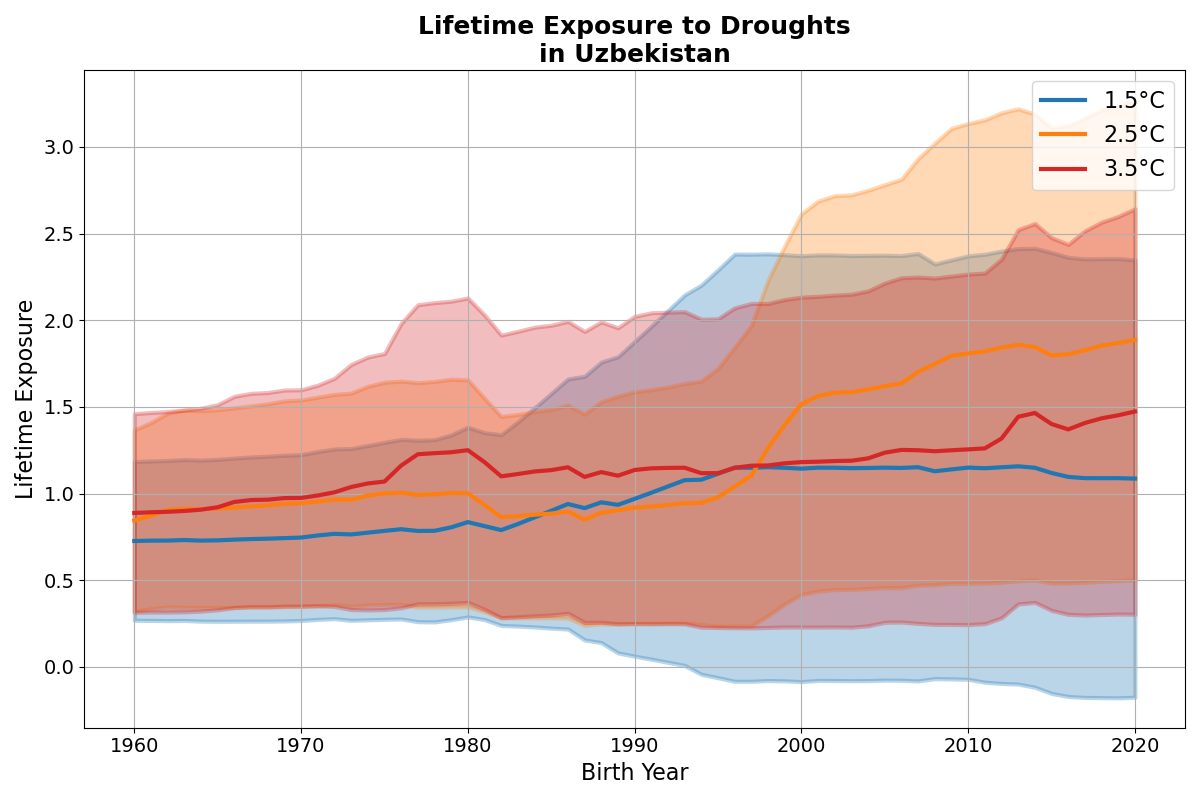 Lifetime Exposure to Droughts
in Uzbekistan
1.5°C
2.5°C
3.5°C
Lifetime Exposure
3.0
2.5
2.0
1.5
1.0
0.5
0.0
1960 1970 1980 1990 2000 2010 2020
Birth Year